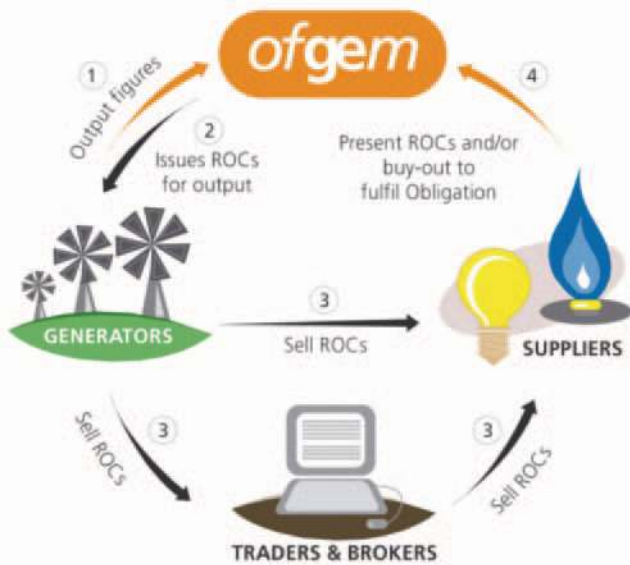 ofgem
1
Output figures
2
Issues ROCs
for output
4
Present ROCs and/or
buy-out to
fulfil Obligation
GENERATORS
3
Sell ROCs
SUPPLIERS
Sell ROCs
3
3
Sell ROCs
TRADERS & BROKERS